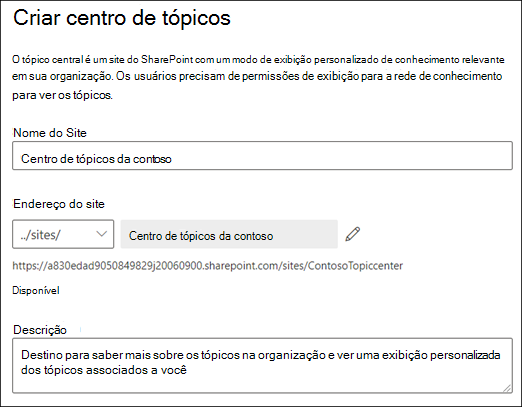 Criar centro de tópicos
O tópico central é um site do SharePoint com um modo de exibição personalizado de conhecimento relevante
em sua organização. Os usuários precisam de permissões de exibição para a rede de conhecimento
para ver os tópicos.
Nome do Site
Centro de tópicos da contoso
Endereço do site
../sites/ Centro de tópicos da contoso
https://a830edad9050849829j20060900.sharepoint.com/sites/ContosoTopiccenter
Disponível
Descrição
Destino para saber mais sobre os tópicos na organização e ver uma exibição personalizada
dos tópicos associados a você